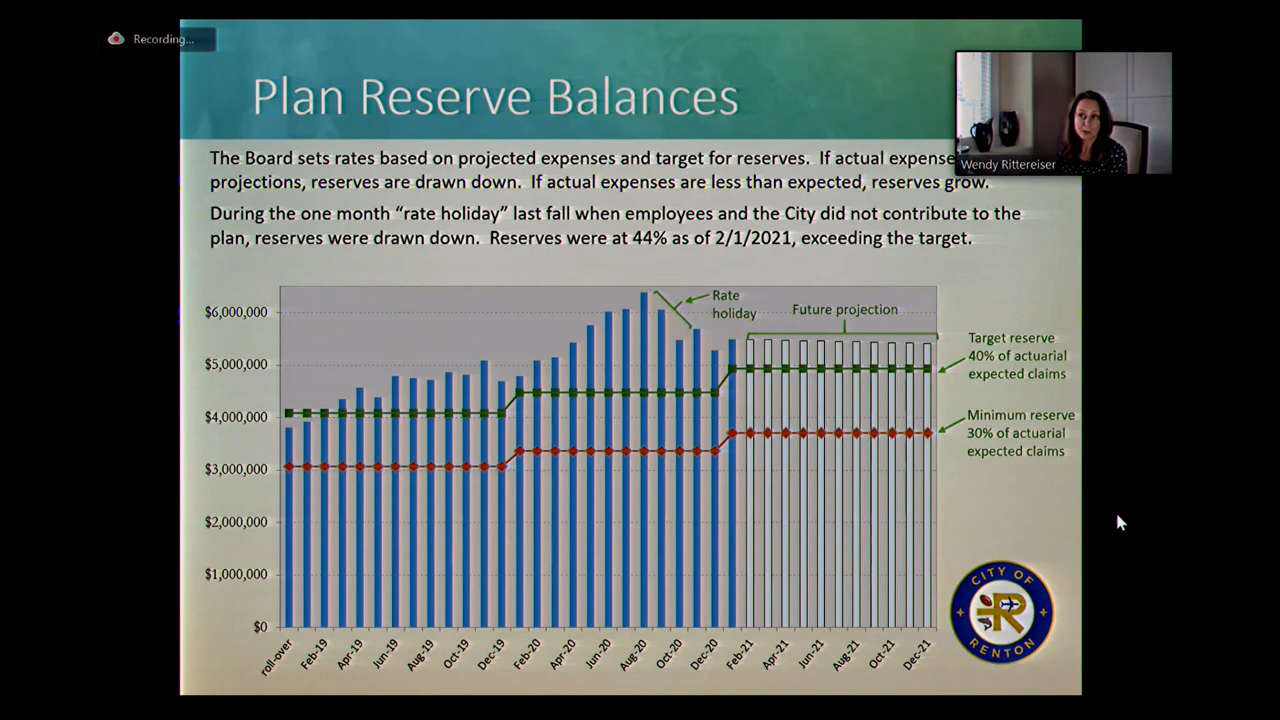 Recording...
Plan Reserve Balances
Wendy Rittereiser
The Board sets rates based on projected expenses and target for reserves. If actual expense
projections, reserves are drawn down. If actual expenses are less than expected, reserves grow.
During the one month “rate holiday” last fall when employees and the City did not contribute to the
plan, reserves were drawn down. Reserves were at 44% as of 2/1/2021, exceeding the target.
Rate
holiday
Future projection
Target reserve
40% of actuarial
expected claims
Minimum reserve
30% of actuarial
expected claims
$6,000,000
$5,000,000
$4,000,000
$3,000,000
$2,000,000
$1,000,000
$0
roll-over
Feb-19
Apr-19
Jun-19
Aug-19
Oct-19
Dec-19
Feb-20
Apr-20
Jun-20
Aug-20
Oct-20
Dec-20
Feb-21
Apr-21
Jun-21
Aug-21
Oct-21
Dec-21
CITY OF
R
RENTON